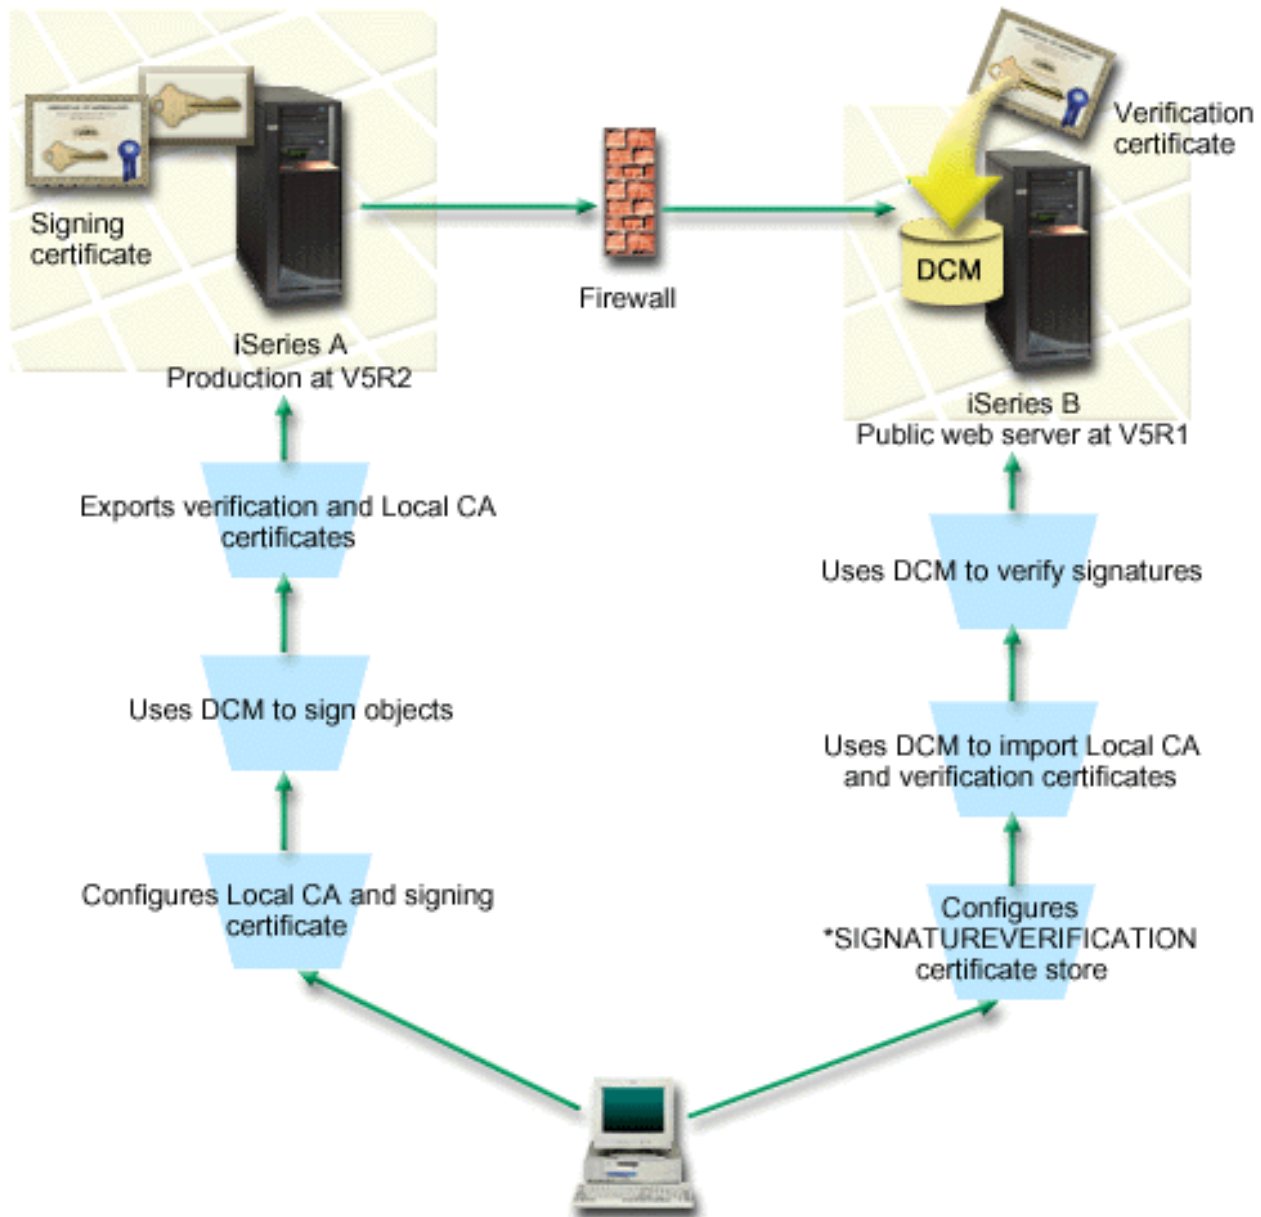 Signing
certificate
Verification
certificate
DCM
Firewall
iSeries A
Production at V5R2
iSeries B
Public web server at V5R1
Exports verification and Local CA
certificates
Uses DCM to sign objects
Configures Local CA and signing
certificate
Uses DCM to verify signatures
Uses DCM to import Local CA
and verification certificates
Configures
*SIGNATUREVERIFICATION
certificate store